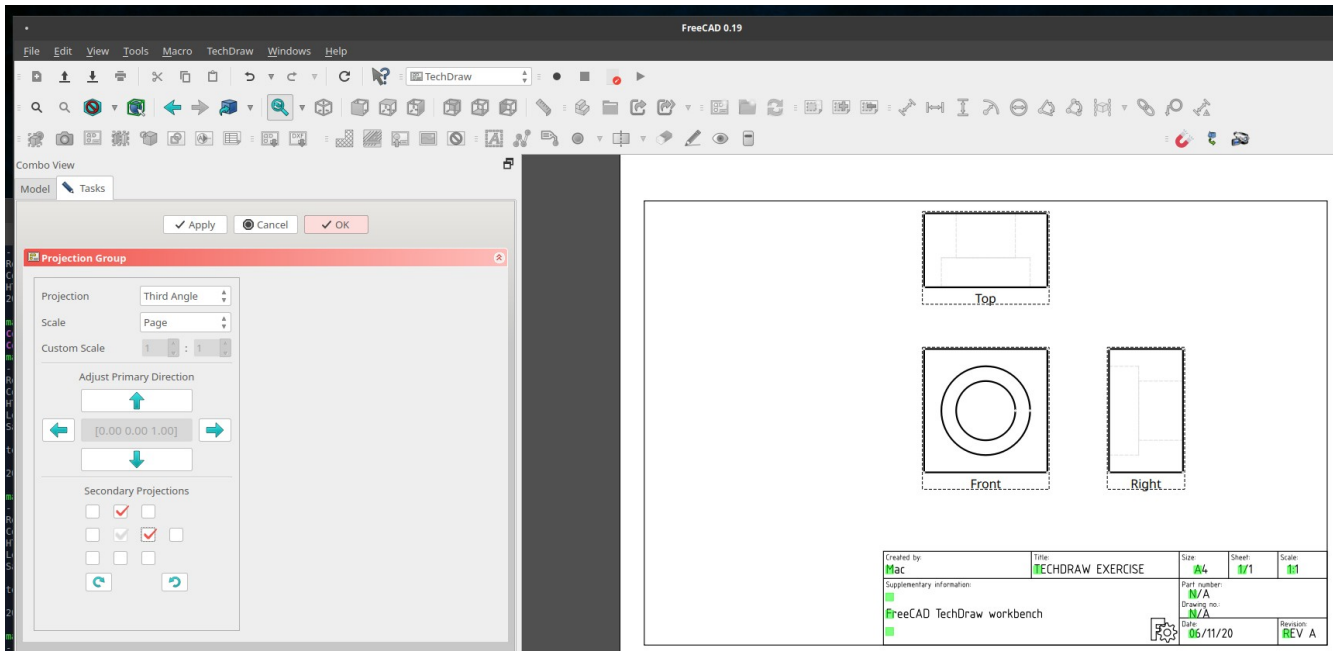 FreeCAD 0.19
File Edit View Tools Macro TechDraw Windows Help
TechDraw
Combo View
Model Tasks
Apply Cancel OK
Projection Group
Projection Third Angle
Scale Page
Custom Scale 1 : 1
Adjust Primary Direction
[0.00 0.00 1.00]
Secondary Projections
Top
Front Right
Created by: Title: Size: Sheet: Scale:
Mac TECHDRAW EXERCISE A4 1/1 1:1
Supplementary information: Part number:
N/A
Drawing no.:
FreeCAD TechDraw workbench N/A
Date: Revision:
06/11/20 REV A